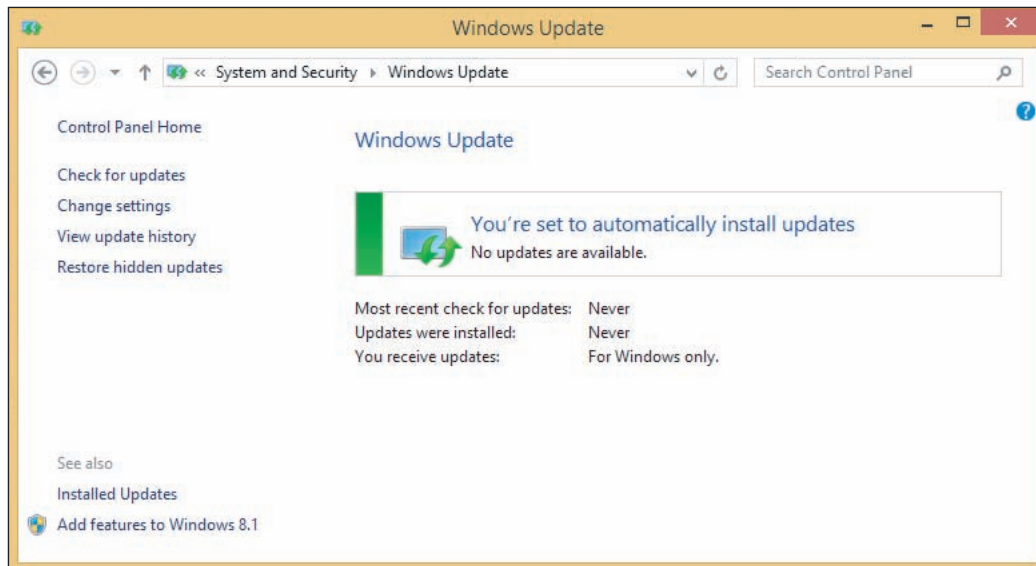 Windows Update
« System and Security ▸ Windows Update
Search Control Panel
Control Panel Home
Check for updates
Change settings
View update history
Restore hidden updates
Windows Update
You're set to automatically install updates
No updates are available.
Most recent check for updates: Never
Updates were installed: Never
You receive updates: For Windows only.
See also
Installed Updates
Add features to Windows 8.1